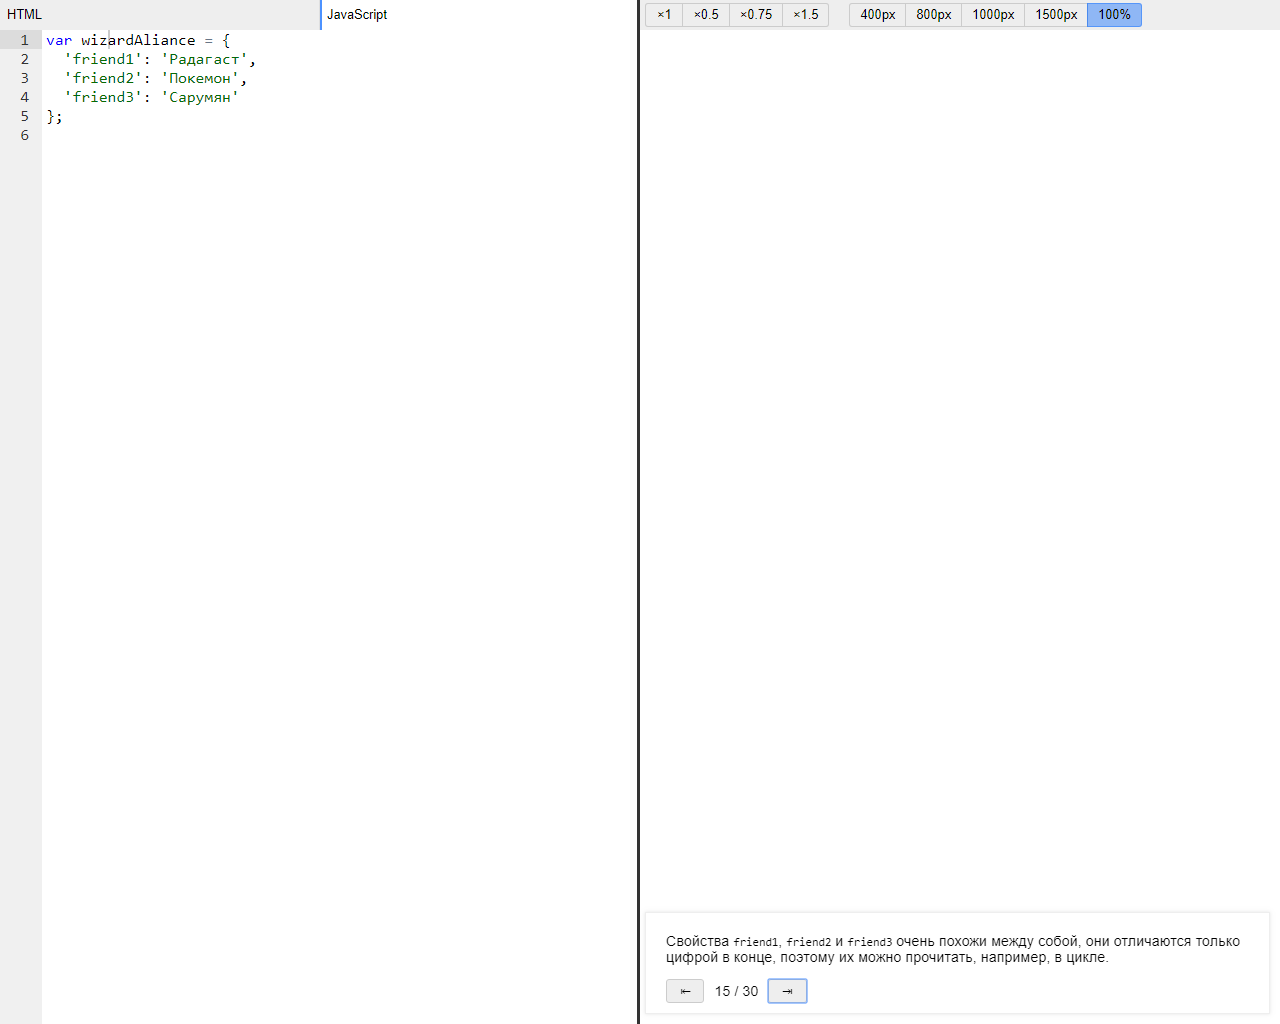 HTML
JavaScript
×1 ×0.5 ×0.75 ×1.5 400px 800px 1000px 1500px 100%
1 var wizardAliance = {
2 'friend1': 'Радагаст',
3 'friend2': 'Покемон',
4 'friend3': 'Сарумян'
5 };
6
Свойства friend1, friend2 и friend3 очень похожи между собой, они отличаются только
цифрой в конце, поэтому их можно прочитать, например, в цикле.
⇤ 15 / 30 ⇥